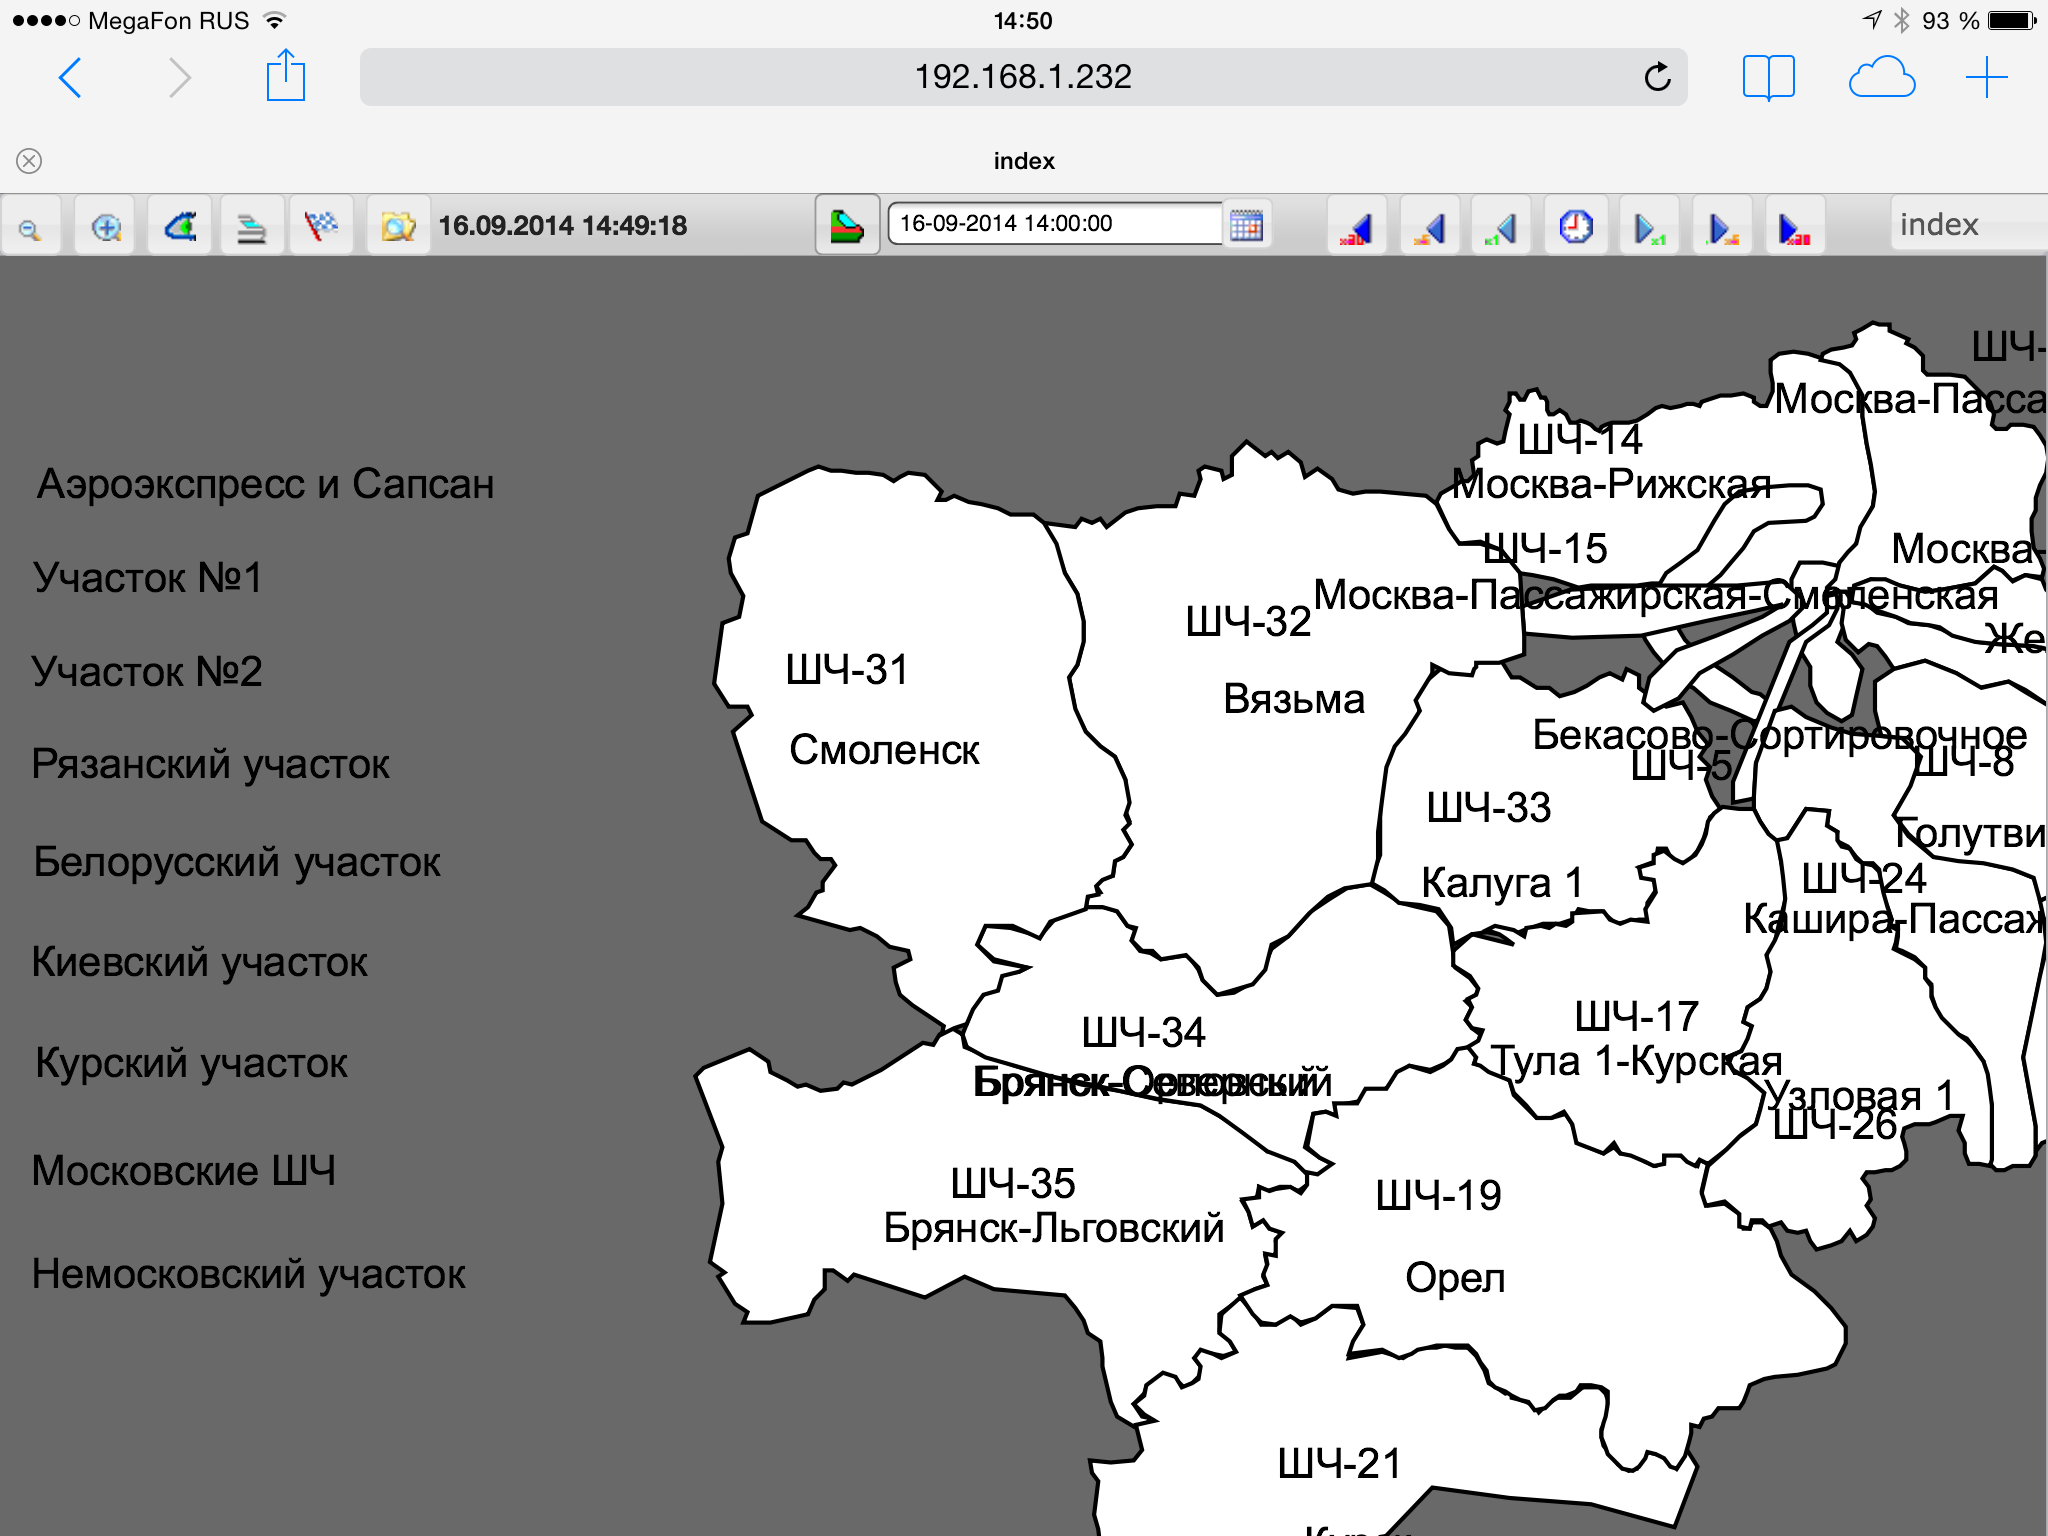 MegaFon RUS 14:50 93 %
192.168.1.232
index
16.09.2014 14:49:18 16-09-2014 14:00:00 index
ШЧ-
Москва-Пасса
ШЧ-14
Москва-Рижская
Аэроэкспресс и Сапсан
ШЧ-15
Москва-
Участок №1
Москва-Пассажирская-Смоленская
ШЧ-32
Же
Участок №2
ШЧ-31
Вязьма
Бекасово-Сортировочное
Смоленск
ШЧ-5
ШЧ-8
Рязанский участок
ШЧ-33
Голутви
Белорусский участок
Калуга 1
ШЧ-24
Кашира-Пассаж
Киевский участок
ШЧ-17
ШЧ-34
Тула 1-Курская
Курский участок
Узловая 1
ШЧ-26
Московские ШЧ
ШЧ-35
ШЧ-19
Брянск-Льговский
Немосковский участок
Орел
ШЧ-21